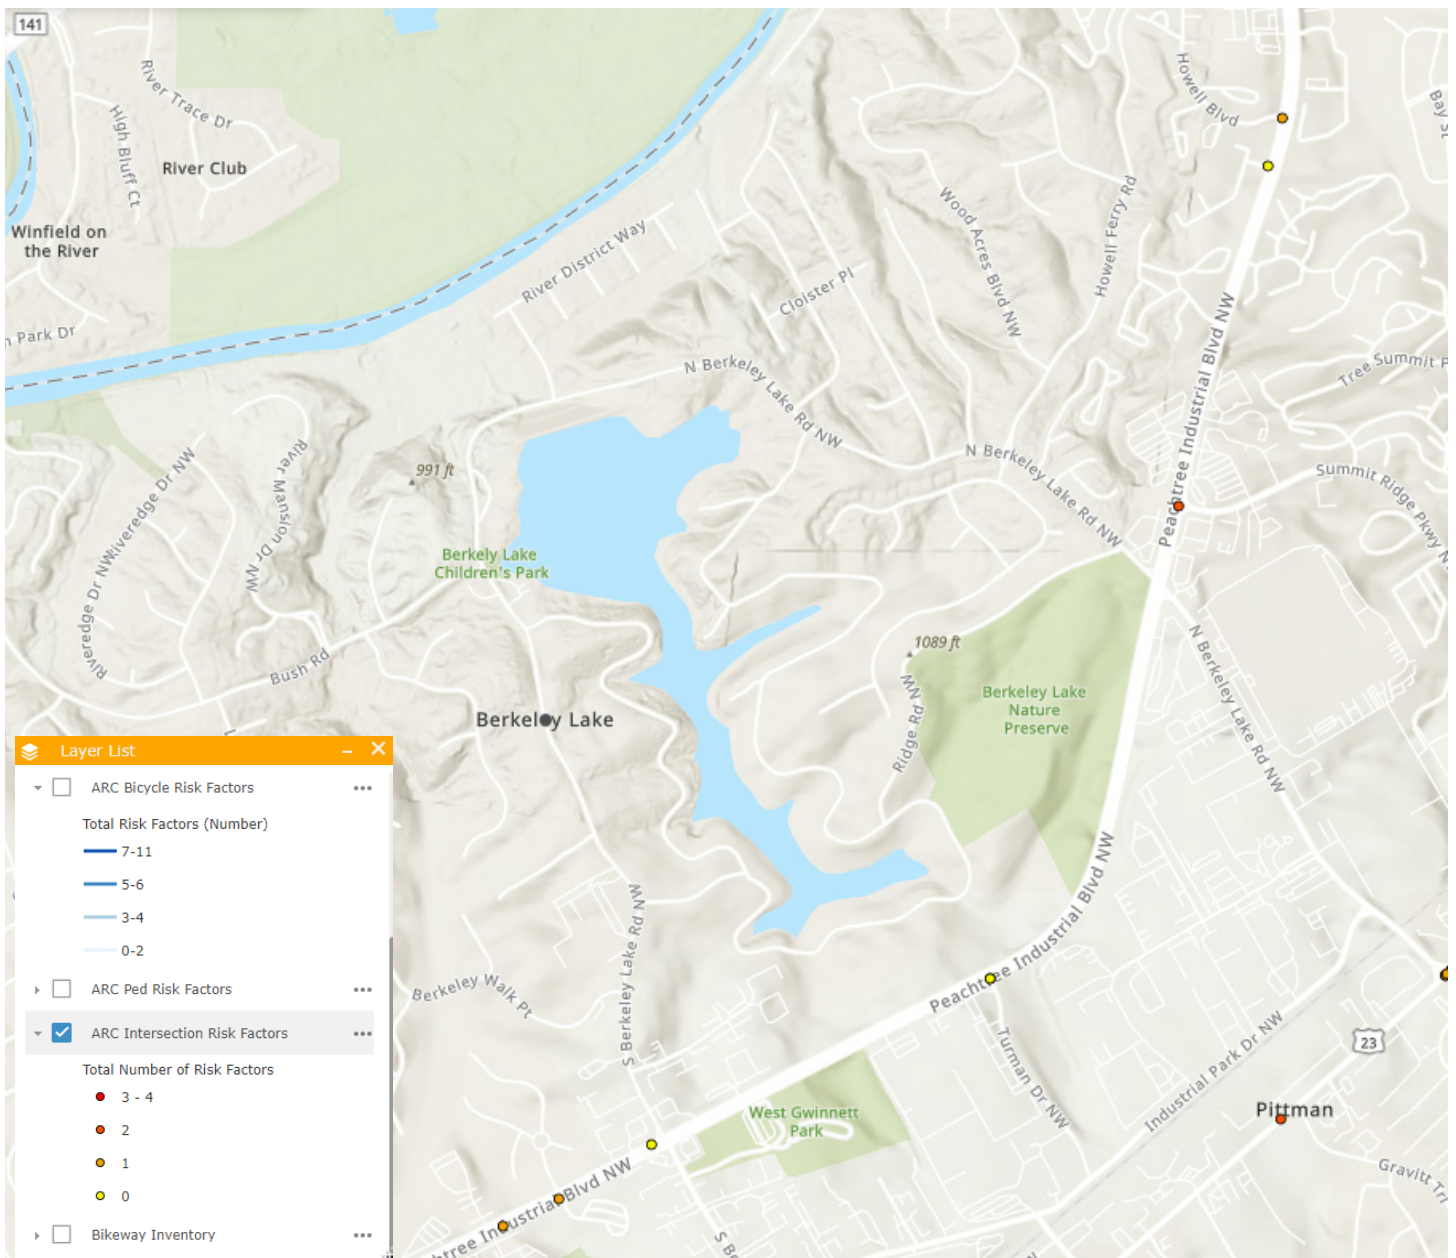 141
River Trace Dr
High Bluff Ct
River Club
Winfield on
the River
Park Dr
River District Way
Cloister Pl
Wood Acres Blvd NW
Howell Ferry Rd
Howell Blvd
Bay St
Peachtree Industrial Blvd NW
Tree Summit P
N Berkeley Lake Rd NW
N Berkeley Lake Rd NW
Summit Ridge Pkwy N
991 ft
Riveredge Dr NW
Riveredge Dr NW
River Mansion Dr NW
Berkely Lake
Children's Park
Bush Rd
Berkeley Lake
1089 ft
Ridge Rd NW
Berkeley Lake
Nature
Preserve
N Berkeley Lake Rd NW
Peachtree Industrial Blvd NW
S Berkeley Lake Rd NW
Berkeley Walk Pt
Turman Dr NW
Industrial Park Dr NW
23
Pittman
Gravitt Tr
West Gwinnett
Park
chtree Industrial Blvd NW
S Be
Layer List
ARC Bicycle Risk Factors
Total Risk Factors (Number)
7-11
5-6
3-4
0-2
ARC Ped Risk Factors
ARC Intersection Risk Factors
Total Number of Risk Factors
3 - 4
2
1
0
Bikeway Inventory